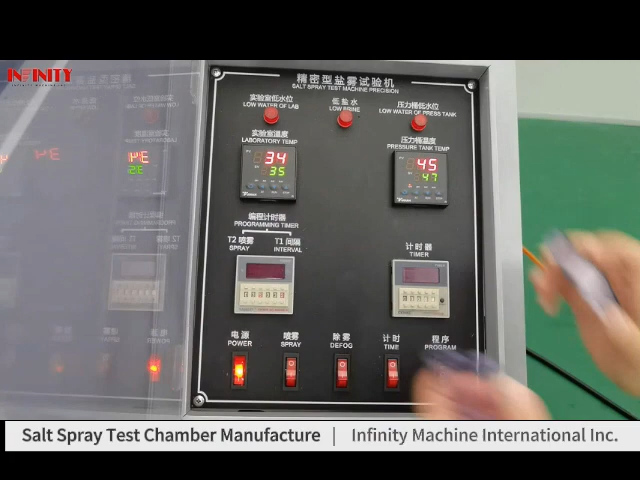 INFINITY
INFINITY MACHINE INT'L INC.
精密型盐雾试验机
SALT SPRAY TEST MACHINE PRECISION
实验室低水位
LOW WATER OF LAB
低盐水
LOW BRINE
压力桶低水位
LOW WATER OF PRESS TANK
实验室温度
LABORATORY TEMP
压力桶温度
PRESSURE TANK TEMP
34
35
45
47
编程计时器
PROGRAMMING TIMER
T2 喷雾
SPRAY
T1 间隔
INTERVAL
计时器
TIMER
电源
POWER
喷雾
SPRAY
除雾
DEFOG
计时
TIME
程序
PROGRAM
Salt Spray Test Chamber Manufacture | Infinity Machine International Inc.